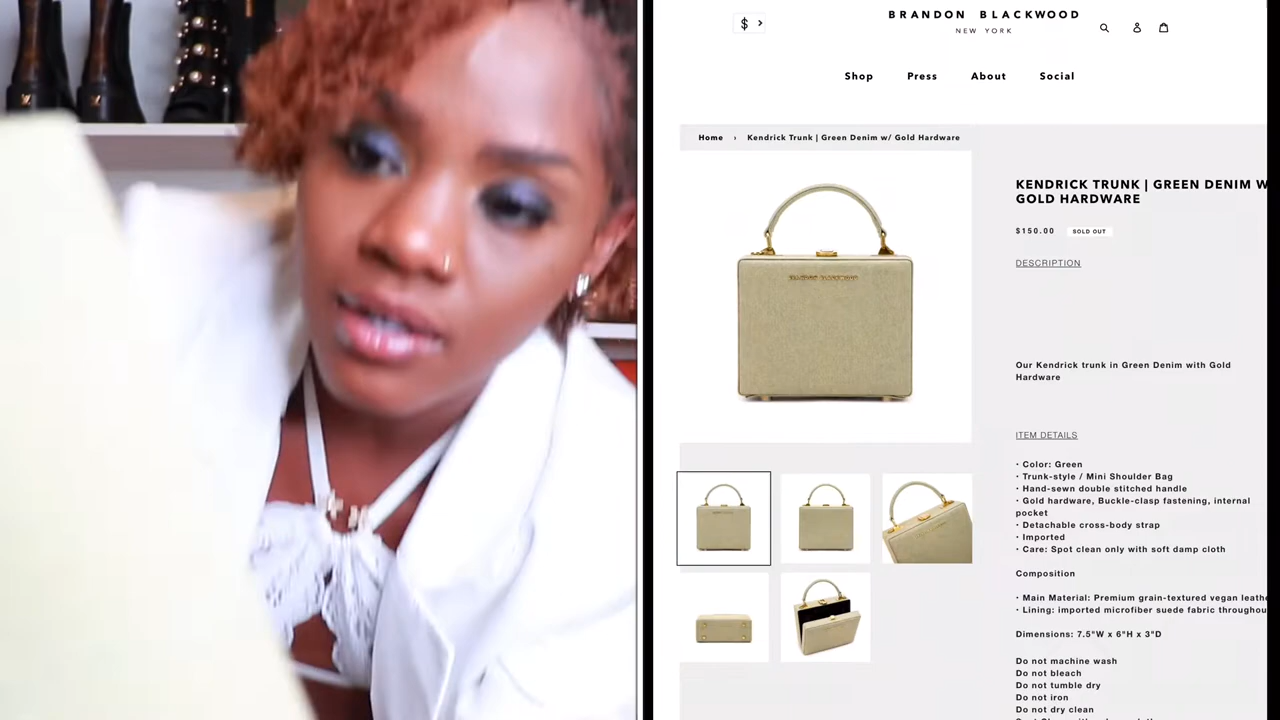 BRANDON BLACKWOOD
NEW YORK
$ ›
Shop Press About Social
Home › Kendrick Trunk | Green Denim w/ Gold Hardware
KENDRICK TRUNK | GREEN DENIM W
GOLD HARDWARE
$150.00 SOLD OUT
DESCRIPTION
BRANDON BLACKWOOD
Our Kendrick trunk in Green Denim with Gold
Hardware
ITEM DETAILS
• Color: Green
• Trunk-style / Mini Shoulder Bag
• Hand-sewn double stitched handle
• Gold hardware, Buckle-clasp fastening, internal
pocket
• Detachable cross-body strap
• Imported
• Care: Spot clean only with soft damp cloth
Composition
• Main Material: Premium grain-textured vegan leathe
• Lining: imported microfiber suede fabric throughou
Dimensions: 7.5"W x 6"H x 3"D
Do not machine wash
Do not bleach
Do not tumble dry
Do not iron
Do not dry clean